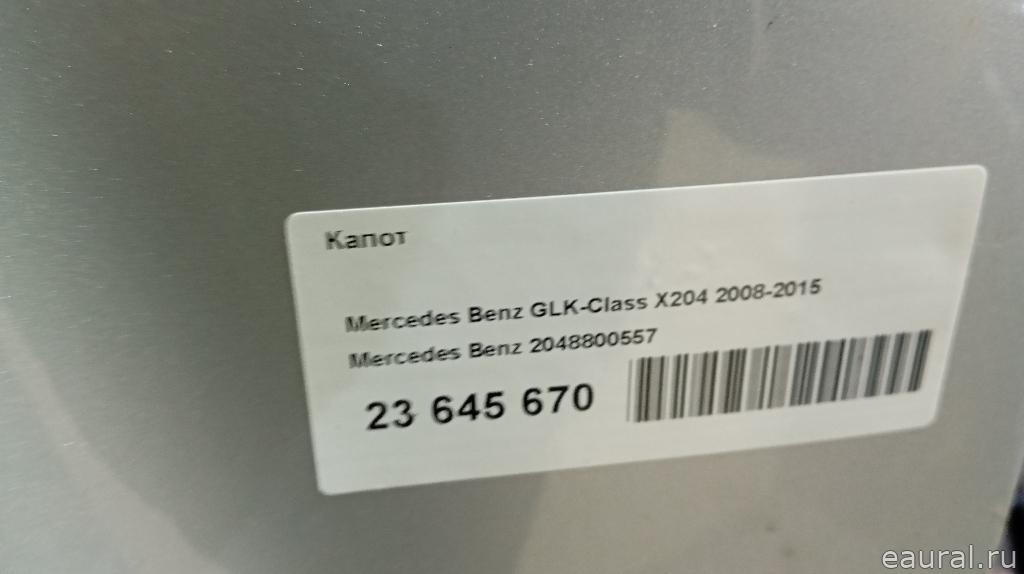 Капот
Mercedes Benz GLK-Class X204 2008-2015
Mercedes Benz 2048800557
23 645 670
eaural.ru